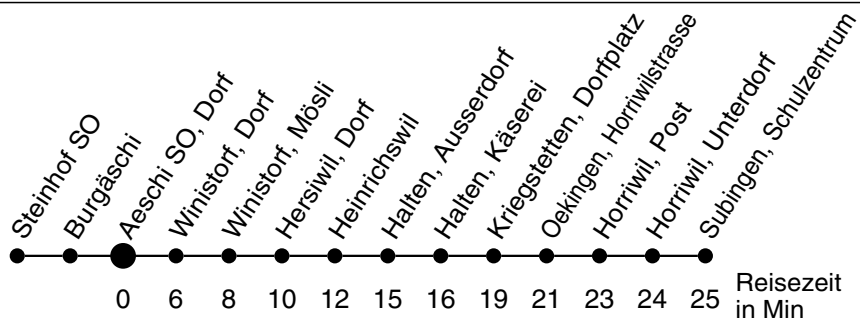 Steinhof SO
Burgäschi
Aeschi SO, Dorf
Winistorf, Dorf
Winistorf, Mösli
Hersiwil, Dorf
Heinrichswil
Halten, Ausserdorf
Halten, Käserei
Kriegstetten, Dorfplatz
Oekingen, Horriwilstrasse
Horriwil, Post
Horriwil, Unterdorf
Subingen, Schulzentrum
0 6 8 10 12 15 16 19 21 23 24 25 Reisezeit
in Min